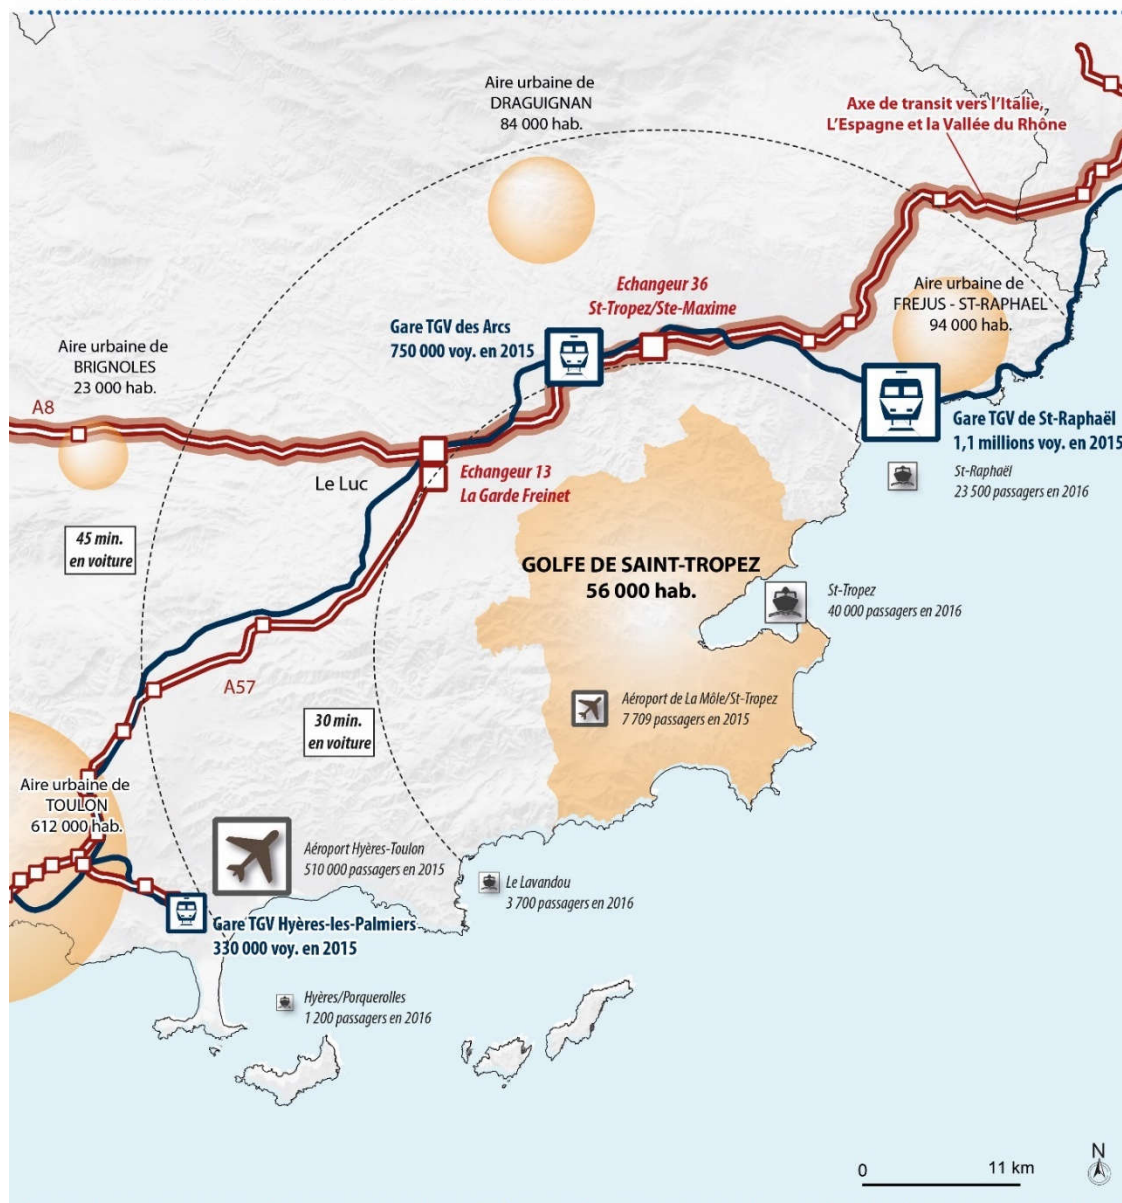 Aire urbaine de
DRAGUIGNAN
84 000 hab.
Axe de transit vers l'Italie,
L'Espagne et la Vallée du Rhône
Echangeur 36
St-Tropez/Ste-Maxime
Aire urbaine de
FREJUS - ST-RAPHAEL
94 000 hab.
Gare TGV des Arcs
750 000 voy. en 2015
Aire urbaine de
BRIGNOLES
23 000 hab.
A8
Gare TGV de St-Raphaël
1,1 millions voy. en 2015
St-Raphaël
23 500 passagers en 2016
Le Luc
Echangeur 13
La Garde Freinet
45 min.
en voiture
GOLFE DE SAINT-TROPEZ
56 000 hab.
St-Tropez
40 000 passagers en 2016
A57
30 min.
en voiture
Aéroport de La Môle/St-Tropez
7 709 passagers en 2015
Aire urbaine de
TOULON
612 000 hab.
Aéroport Hyères-Toulon
510 000 passagers en 2015
Le Lavandou
3 700 passagers en 2016
Gare TGV Hyères-les-Palmiers
330 000 voy. en 2015
Hyères/Porquerolles
1 200 passagers en 2016
N
0 11 km